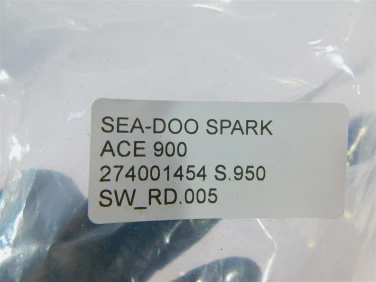 SEA-DOO SPARK
ACE 900
274001454 S.950
SW_RD.005